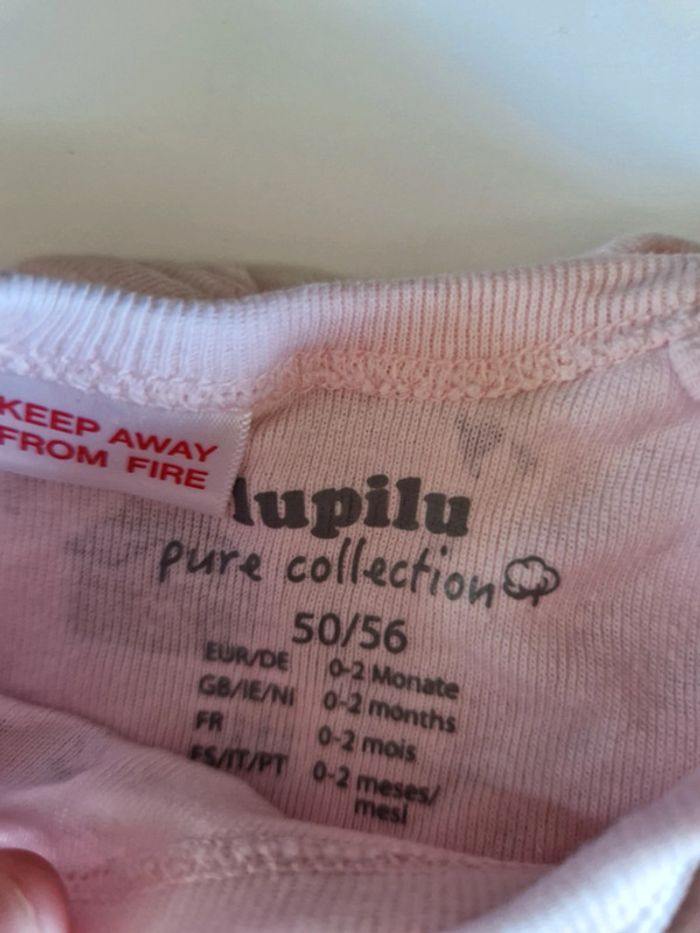 KEEP AWAY
FROM FIRE
lupilu
pure collection
50/56
EUR/DE 0-2 Monate
GB/IE/NI 0-2 months
FR 0-2 mois
ES/IT/PT 0-2 meses/
mesi